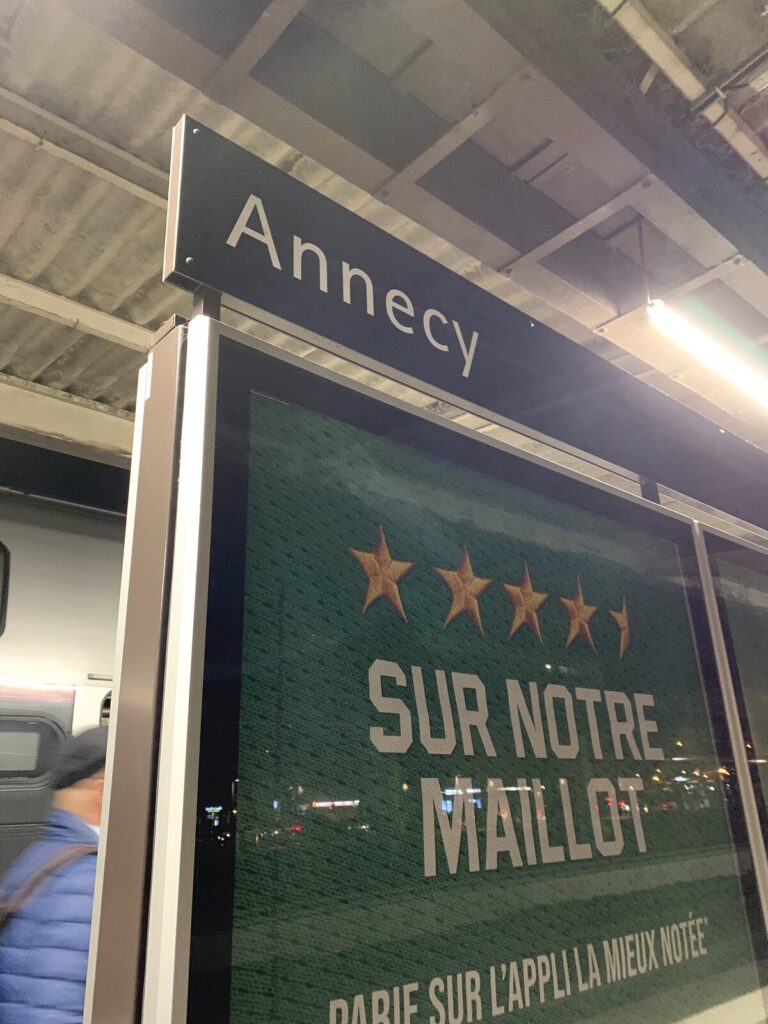 Annecy
SUR NOTRE
MAILLOT
PARIE SUR L'APPLI LA MIEUX NOTÉE*